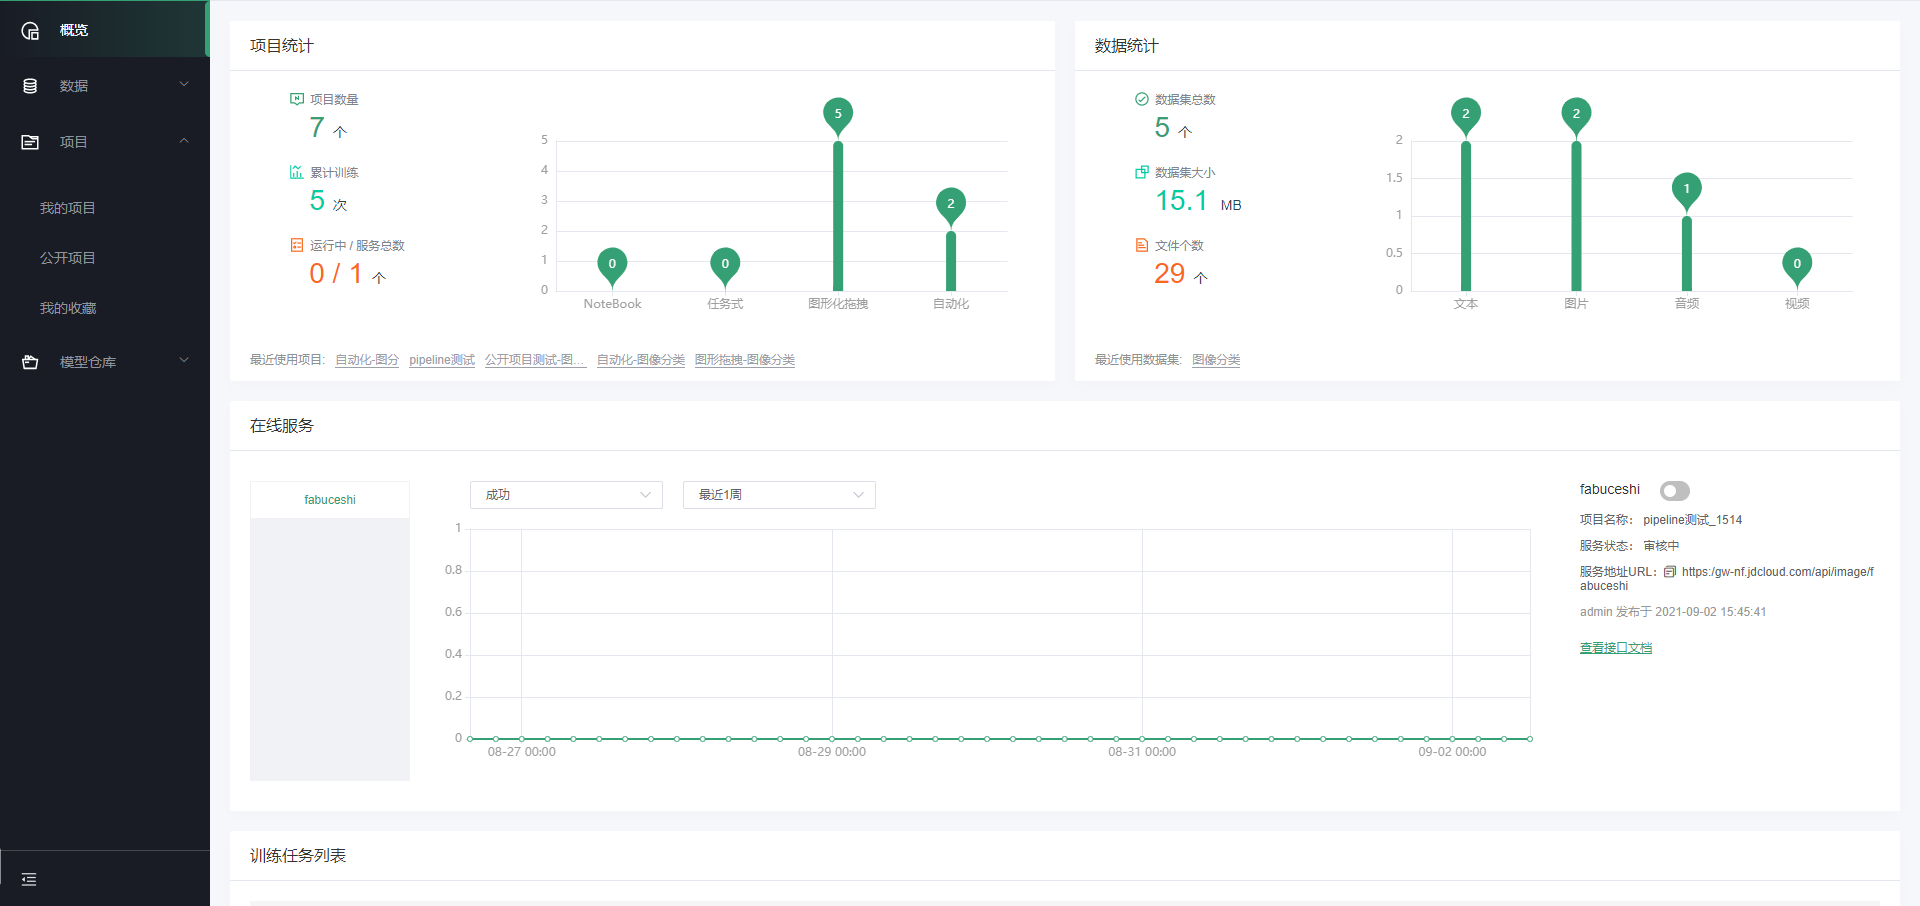 概览
数据
项目
我的项目
公开项目
我的收藏
模型仓库
项目统计
项目数量
7 个
累计训练
5 次
运行中 / 服务总数
0 / 1 个
5
4
3
2
1
0
0
0
5
2
NoteBook
任务式
图形化拖拽
自动化
最近使用项目: 自动化-图分 pipeline测试 公开项目测试-图... 自动化-图像分类 图形拖拽-图像分类
数据统计
数据集总数
5 个
数据集大小
15.1 MB
文件个数
29 个
2
1.5
1
0.5
0
2
2
1
0
文本
图片
音频
视频
最近使用数据集: 图像分类
在线服务
fabuceshi
成功
最近1周
1
0.8
0.6
0.4
0.2
0
08-27 00:00
08-29 00:00
08-31 00:00
09-02 00:00
fabuceshi
项目名称： pipeline测试_1514
服务状态： 审核中
服务地址URL： https:/gw-nf.jdcloud.com/api/image/f
abuceshi
admin 发布于 2021-09-02 15:45:41
查看接口文档
训练任务列表